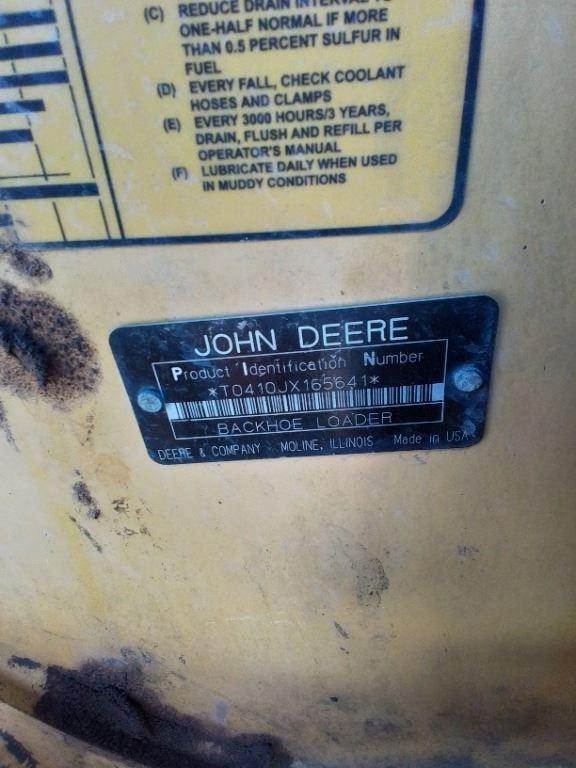 (C) REDUCE DRAIN INTERVAL TO
ONE-HALF NORMAL IF MORE
THAN 0.5 PERCENT SULFUR IN
FUEL
(D) EVERY FALL, CHECK COOLANT
HOSES AND CLAMPS
(E) EVERY 3000 HOURS/3 YEARS,
DRAIN, FLUSH AND REFILL PER
OPERATOR'S MANUAL
(F) LUBRICATE DAILY WHEN USED
IN MUDDY CONDITIONS
JOHN DEERE
Product Identification Number
*T0410JX165641*
BACKHOE LOADER
DEERE & COMPANY MOLINE, ILLINOIS Made in USA